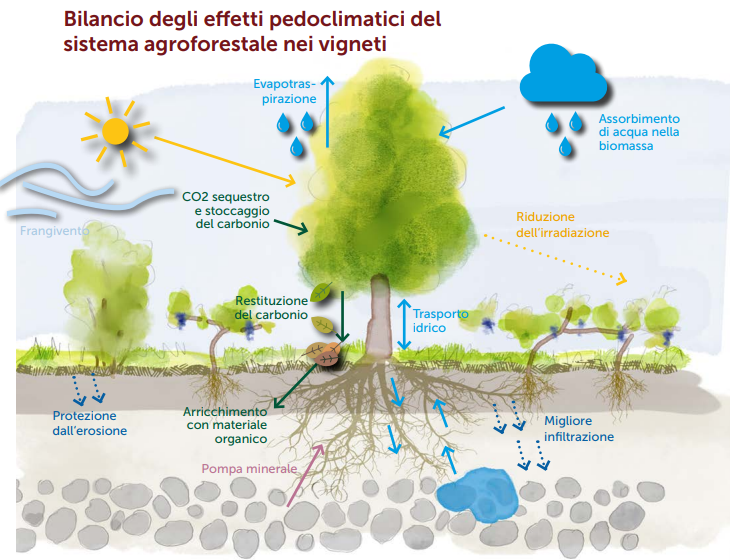 Bilancio degli effetti pedoclimatici del
sistema agroforestale nei vigneti
Evapotras-
pirazione
Assorbimento
di acqua nella
biomassa
CO2 sequestro
e stoccaggio
del carbonio
Frangivento
Riduzione
dell'irradiazione
Restituzione
del carbonio
Trasporto
idrico
Protezione
dall'erosione
Arricchimento
con materiale
organico
Migliore
infiltrazione
Pompa minerale